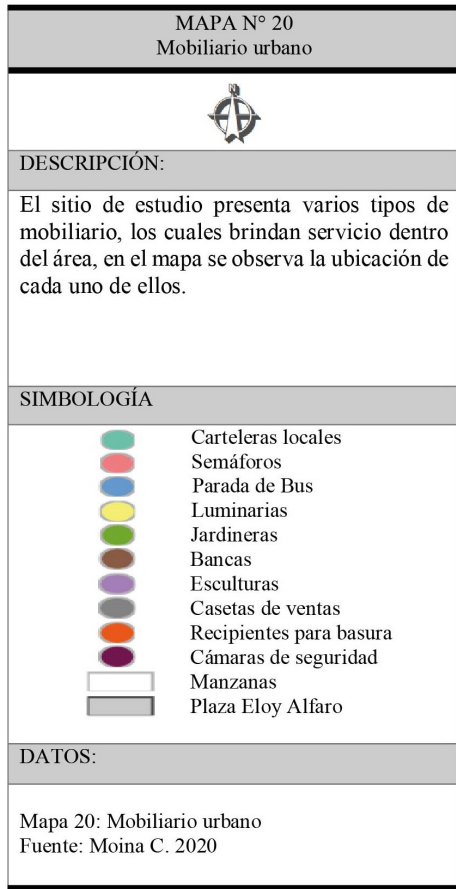 MAPA N° 20
Mobiliario urbano
N
DESCRIPCIÓN:
El sitio de estudio presenta varios tipos de
mobiliario, los cuales brindan servicio dentro
del área, en el mapa se observa la ubicación de
cada uno de ellos.
SIMBOLOGÍA
Carteleras locales
Semáforos
Parada de Bus
Luminarias
Jardineras
Bancas
Esculturas
Casetas de ventas
Recipientes para basura
Cámaras de seguridad
Manzanas
Plaza Eloy Alfaro
DATOS:
Mapa 20: Mobiliario urbano
Fuente: Moina C. 2020